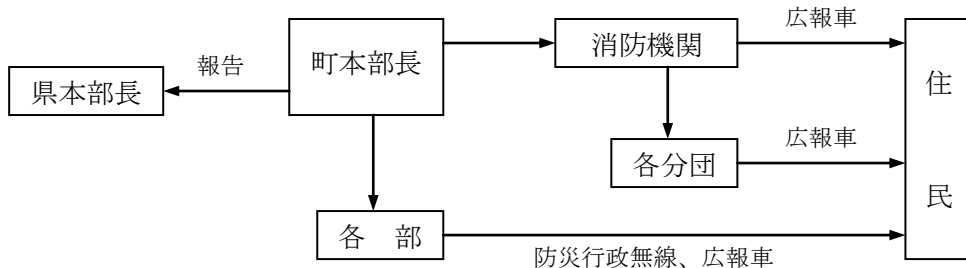 広報車
消防機関
町本部長
報告
県本部長
住
民
広報車
各分団
各　部
防災行政無線、広報車